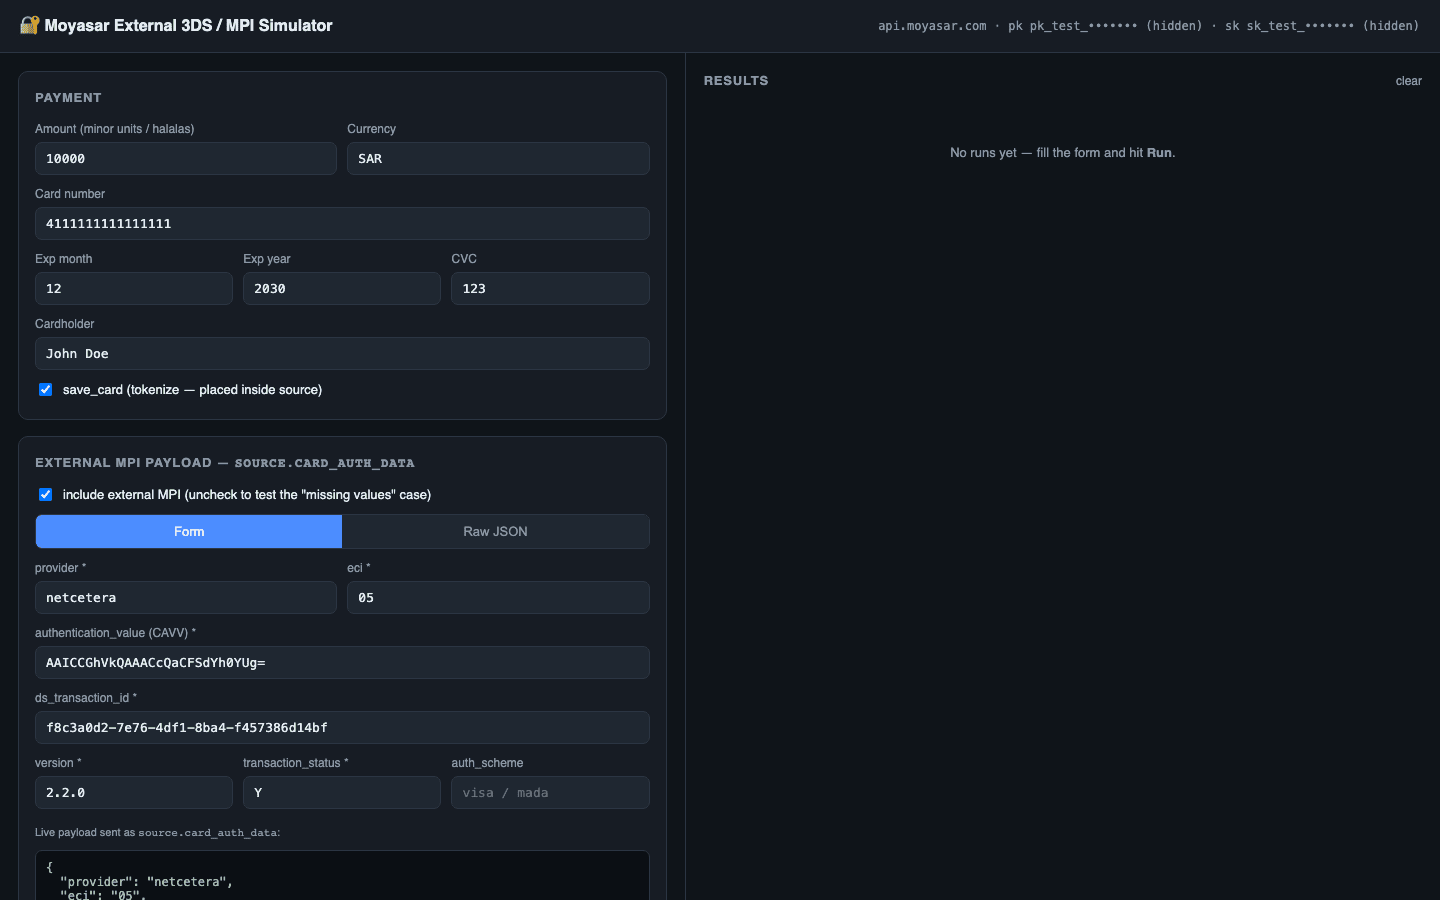 Moyasar External 3DS / MPI Simulator
api.moyasar.com · pk pk_test_••••••• (hidden) · sk sk_test_••••••• (hidden)
PAYMENT
Amount (minor units / halalas)
Currency
10000
SAR
Card number
4111111111111111
Exp month
Exp year
CVC
12
2030
123
Cardholder
John Doe
save_card (tokenize — placed inside source)
EXTERNAL MPI PAYLOAD — SOURCE.CARD_AUTH_DATA
include external MPI (uncheck to test the "missing values" case)
Form
Raw JSON
provider *
eci *
netcetera
05
authentication_value (CAVV) *
AAICCGhVkQAAACcQaCFSdYh0YUg=
ds_transaction_id *
f8c3a0d2-7e76-4df1-8ba4-f457386d14bf
version *
transaction_status *
auth_scheme
2.2.0
Y
visa / mada
Live payload sent as source.card_auth_data:
{
"provider": "netcetera",
"eci": "05",
RESULTS
clear
No runs yet — fill the form and hit Run.